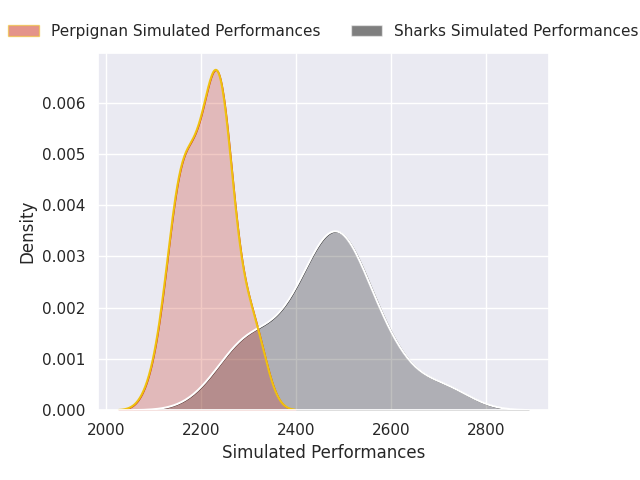 Perpignan Simulated Performances
Sharks Simulated Performances
0.006
0.005
0.004
0.003
0.002
0.001
0.000
Density
2000 2200 2400 2600 2800
Simulated Performances